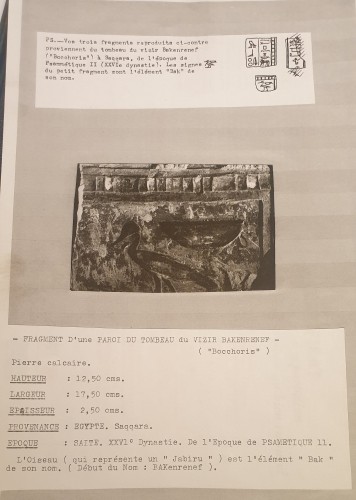 PS.—Vos trois fragments reproduits ci-contre
proviennent du tombeau du vizir Bakenrenef
("Bocchoris") à Saqqara, de l'époque de
Psammétique II (XXVIe dynastie). Les signes
du petit fragment sont l'élément "Bak" de
son nom.
- FRAGMENT D'une PAROI DU TOMBEAU du VIZIR BAKENRENEF -
( "Bocchoris" )
Pierre calcaire.
HAUTEUR : 12,50 cms.
LARGEUR : 17,50 cms.
EPAISSEUR : 2,50 cms.
PROVENANCE : EGYPTE. Saqqara.
EPOQUE : SAITE. XXVI° Dynastie. De l'Epoque de PSAMETIQUE 11.
L'Oiseau ( qui représente un " Jabiru " ) est l'élément " Bak "
de son nom. ( Début du Nom : BAKenrenef ).